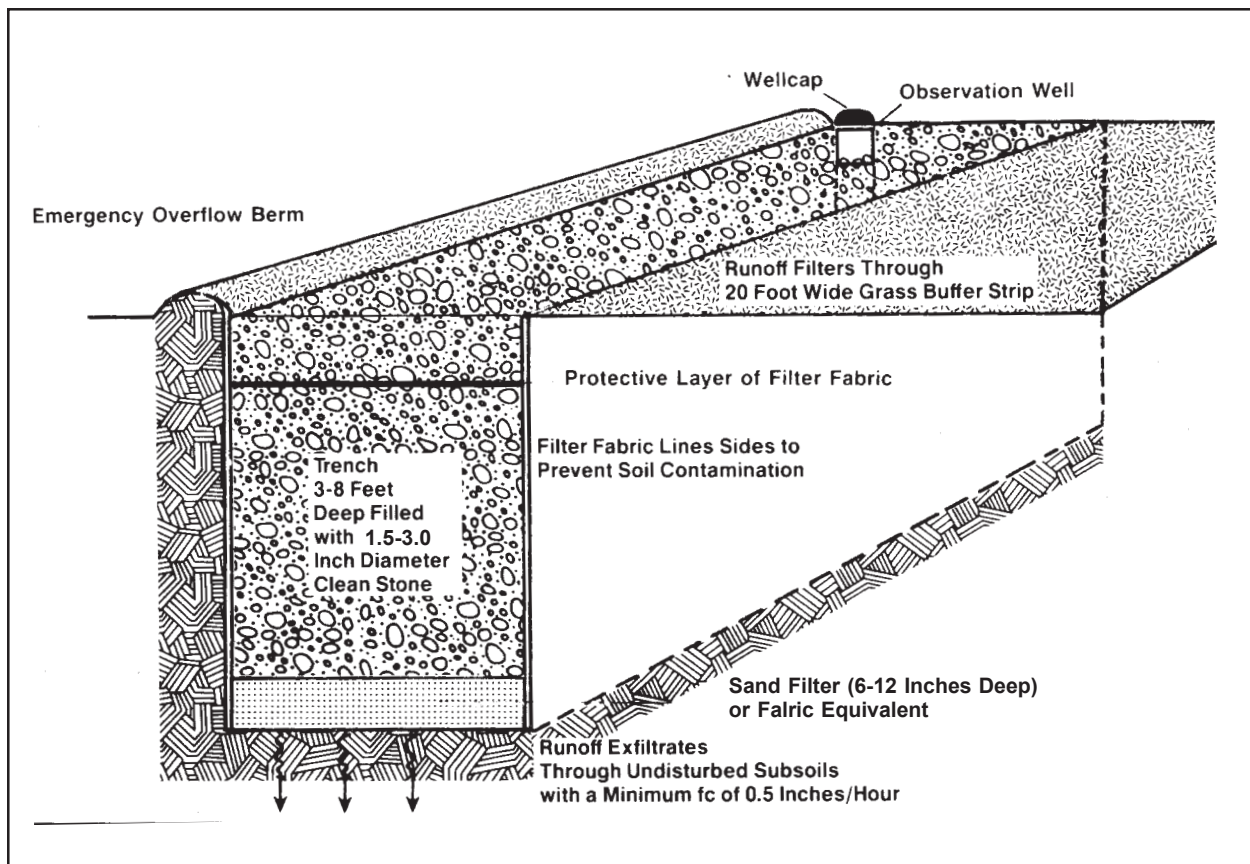 Wellcap
Observation Well
Emergency Overflow Berm
Runoff Filters Through
20 Foot Wide Grass Buffer Strip
Protective Layer of Filter Fabric
Filter Fabric Lines Sides to
Prevent Soil Contamination
Trench
3-8 Feet
Deep Filled
with 1.5-3.0
Inch Diameter
Clean Stone
Sand Filter (6-12 Inches Deep)
or Falric Equivalent
Runoff Exfiltrates
Through Undisturbed Subsoils
with a Minimum fc of 0.5 Inches/Hour